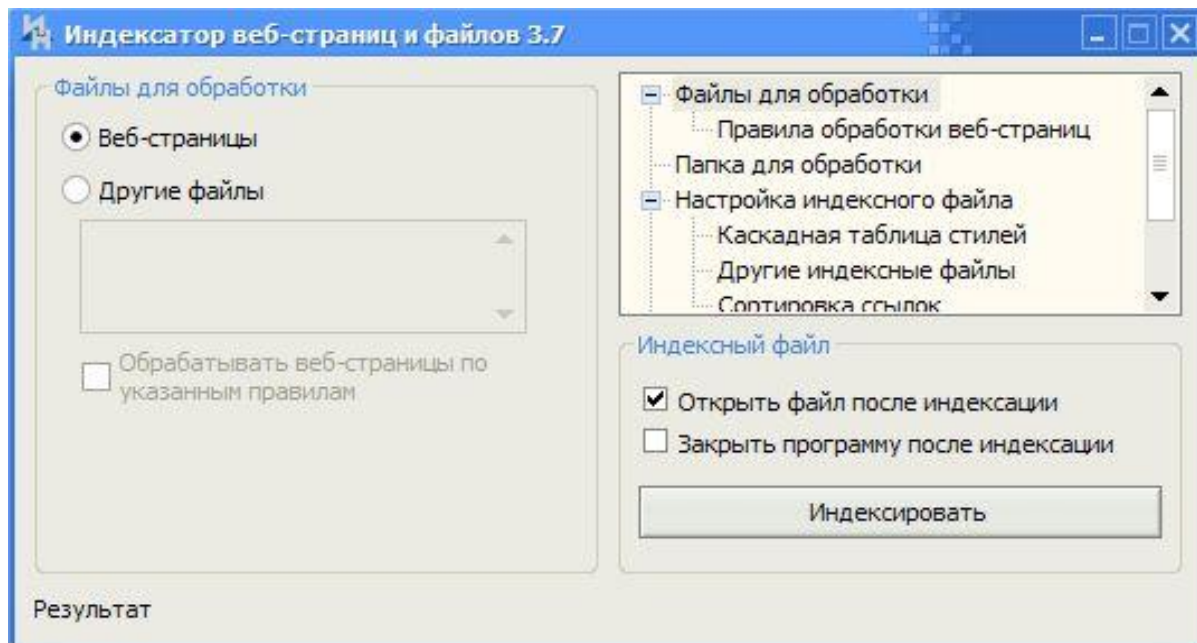 Индексатор веб-страниц и файлов 3.7
Файлы для обработки
Веб-страницы
Другие файлы
Обрабатывать веб-страницы по
указанным правилам
Файлы для обработки
Правила обработки веб-страниц
Папка для обработки
Настройка индексного файла
Каскадная таблица стилей
Другие индексные файлы
Сортировка ссылок
Индексный файл
Открыть файл после индексации
Закрыть программу после индексации
Индексировать
Результат